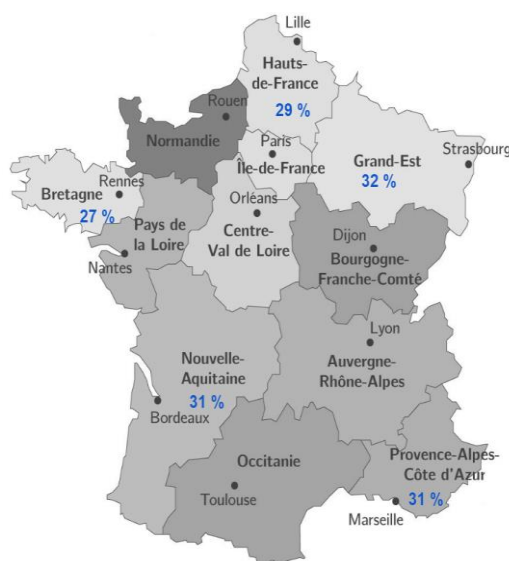 Lille
Hauts-
de-France
29 %
Rouen
Normandie
Paris
Île-de-France
Grand-Est
32 %
Strasbourg
Bretagne
Rennes
27 %
Pays de
la Loire
Nantes
Orléans
Centre-
Val de Loire
Dijon
Bourgogne-
Franche-Comté
Lyon
Auvergne-
Rhône-Alpes
Nouvelle-
Aquitaine
31 %
Bordeaux
Occitanie
Toulouse
Provence-Alpes-
Côte d'Azur
31 %
Marseille